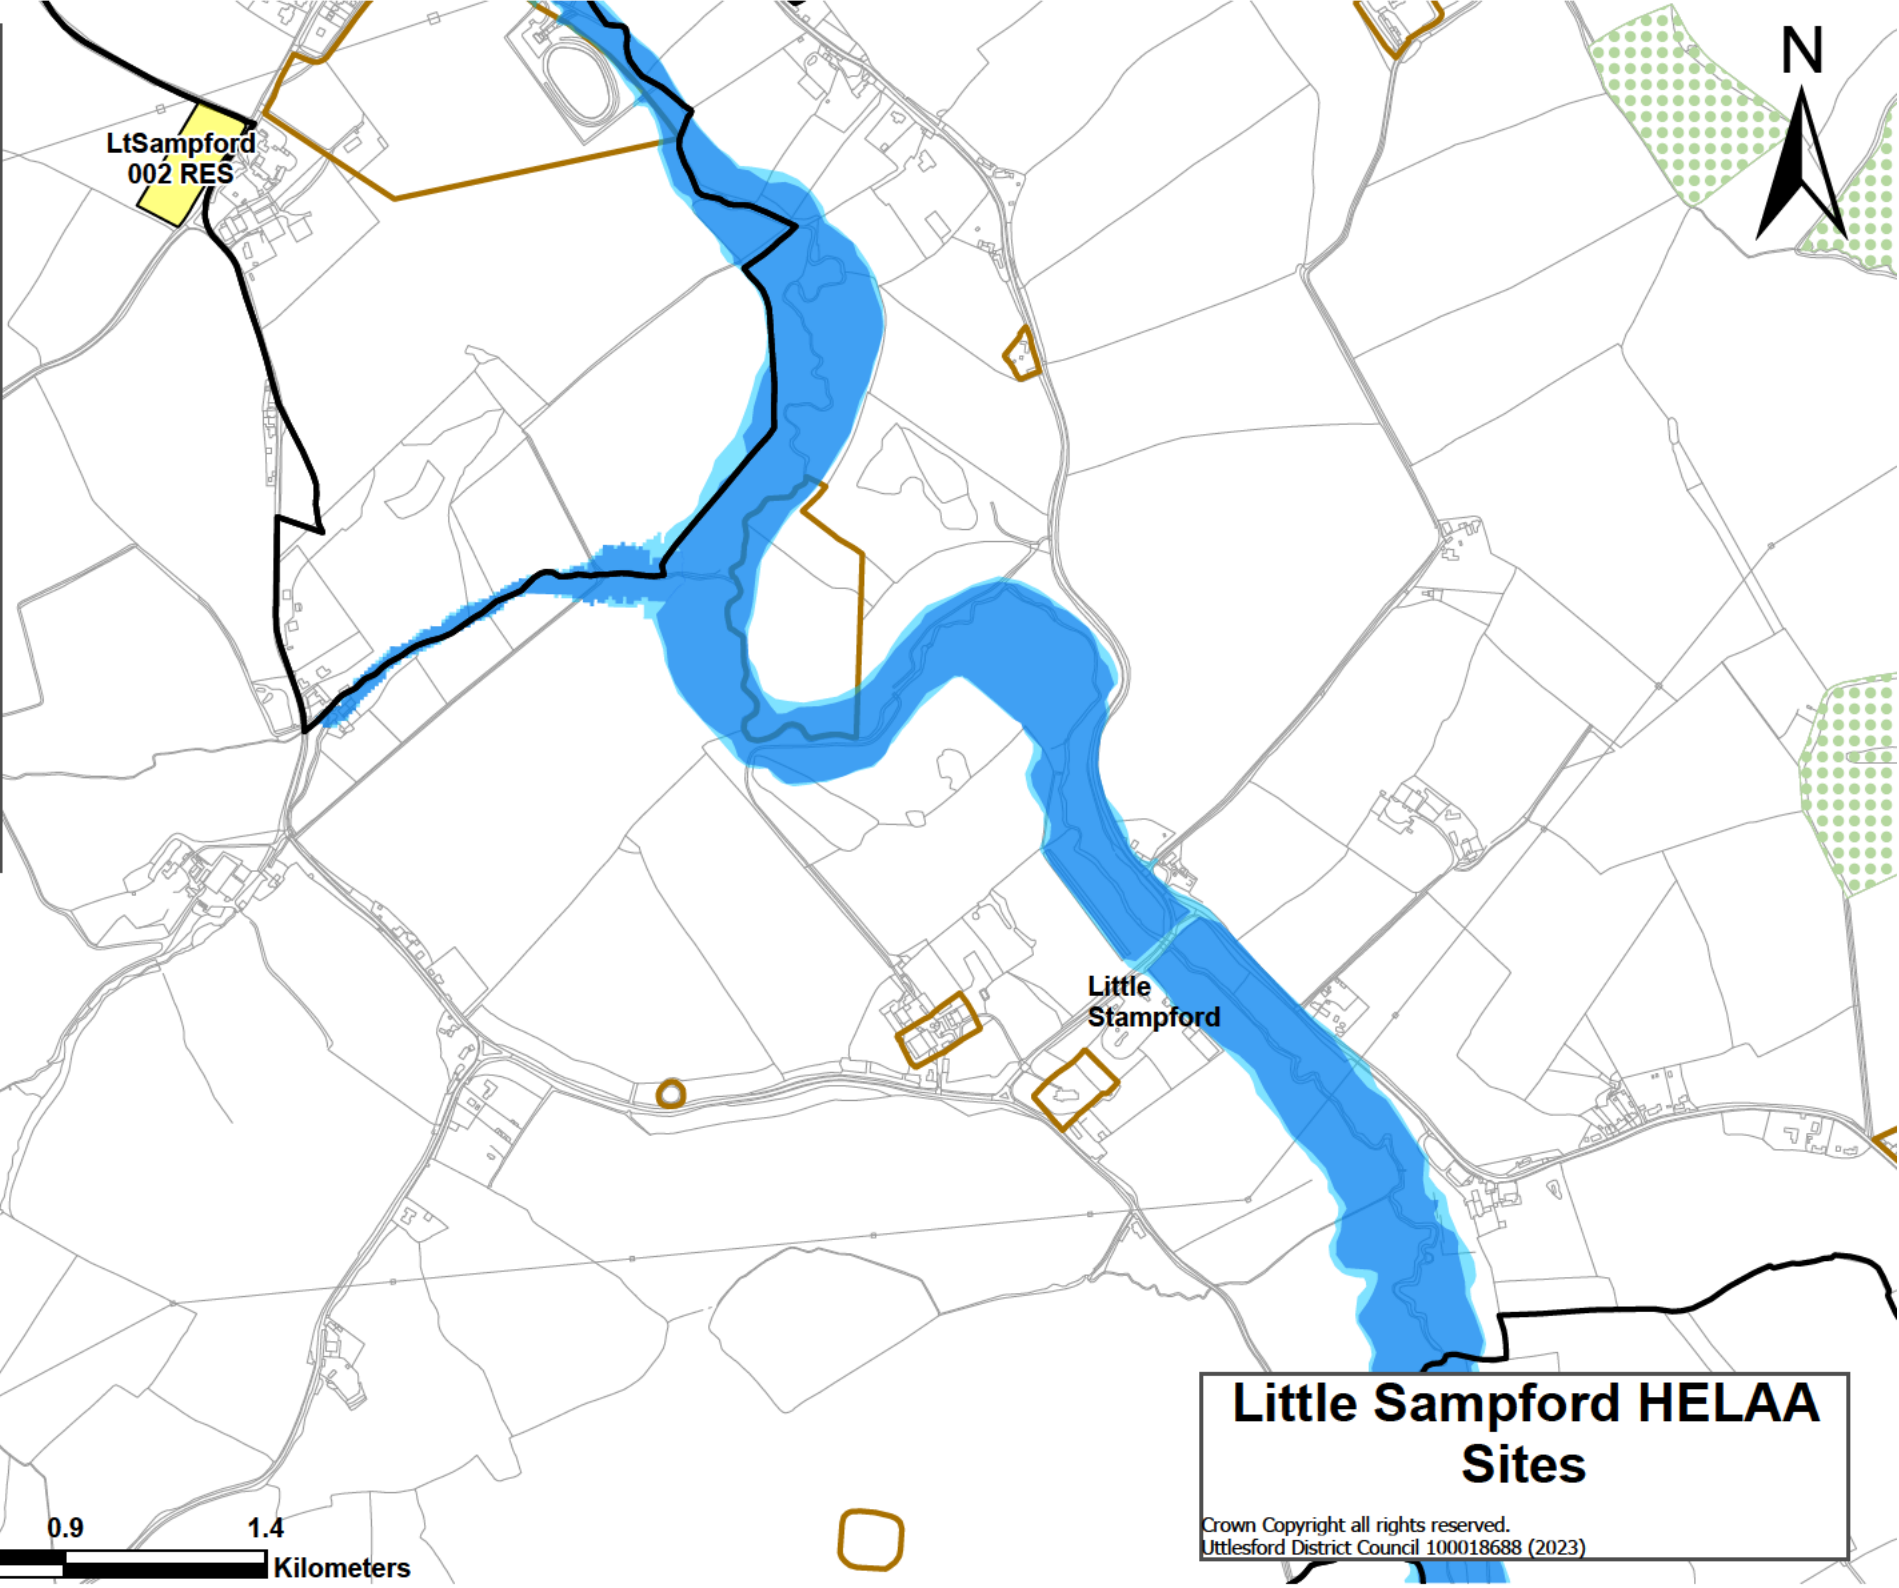 N
LtSampford
002 RES
Little
Stampford
Little Sampford HELAA
Sites
Crown Copyright all rights reserved.
Uttlesford District Council 100018688 (2023)
0.9 1.4
Kilometers